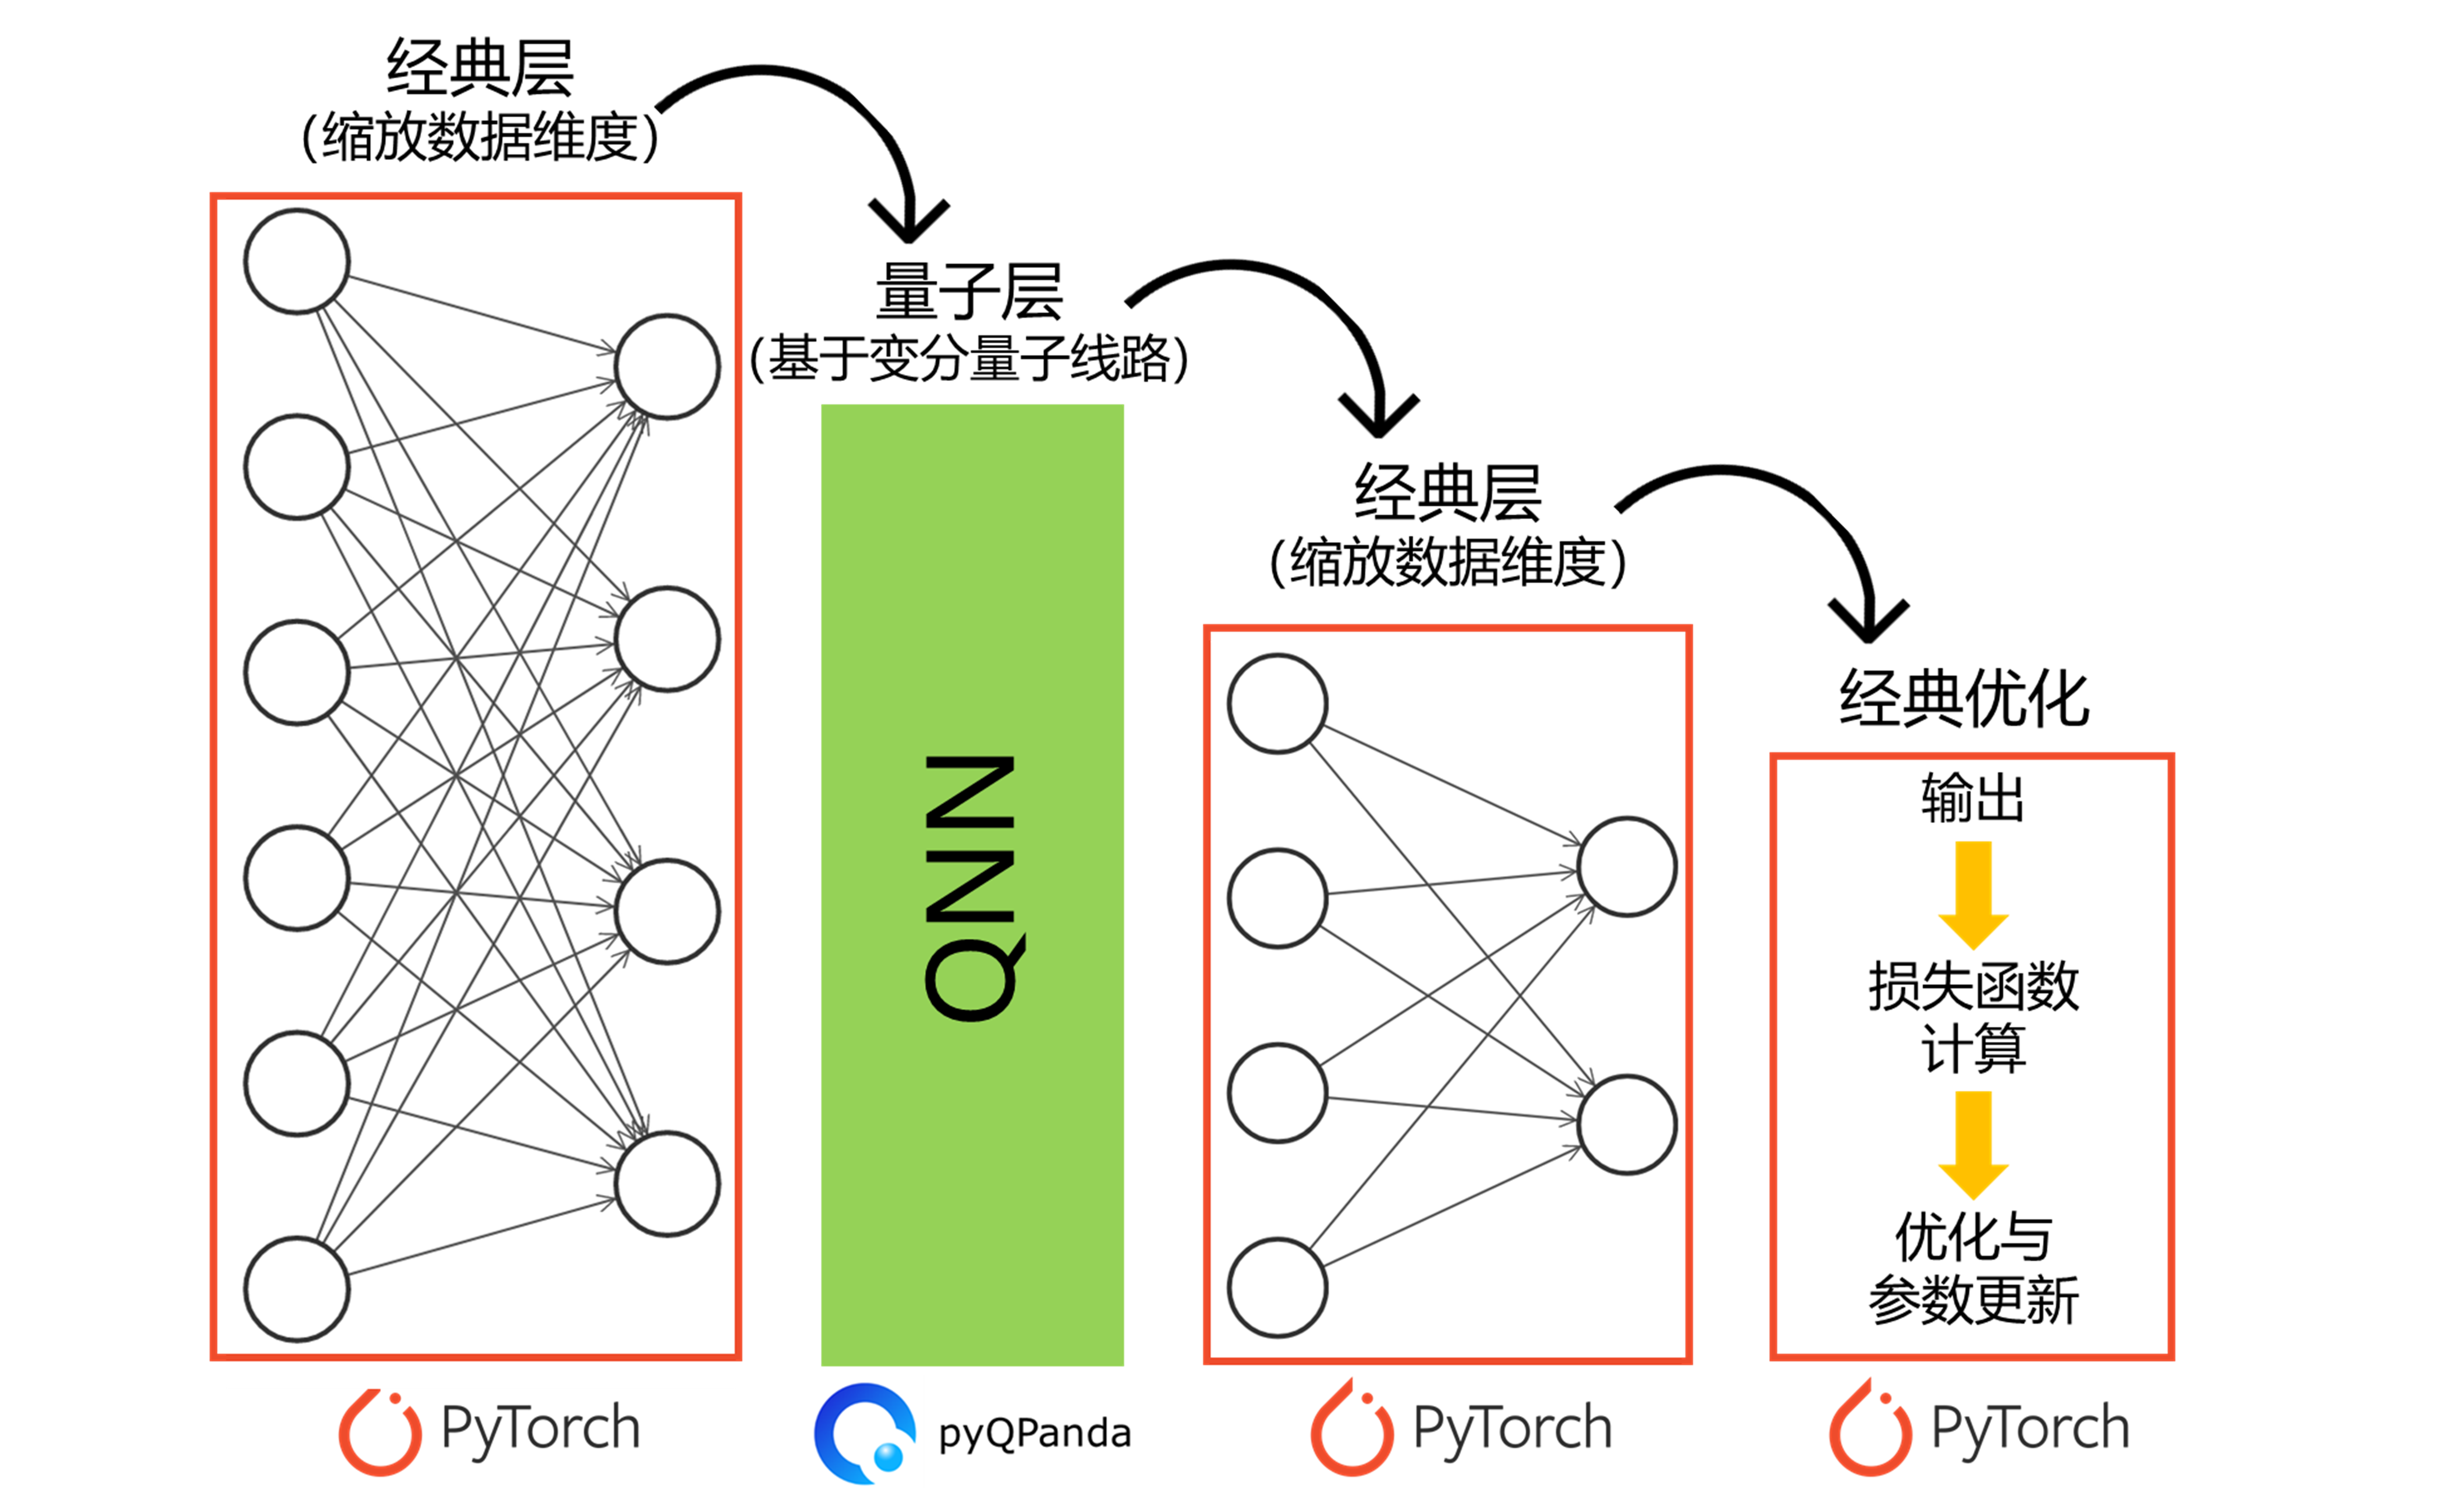 经典层
（缩放数据维度）
量子层
（基于变分量子线路）
QNN
经典层
（缩放数据维度）
经典优化
输出
损失函数
计算
优化与
参数更新
PyTorch
pyQPanda
PyTorch
PyTorch